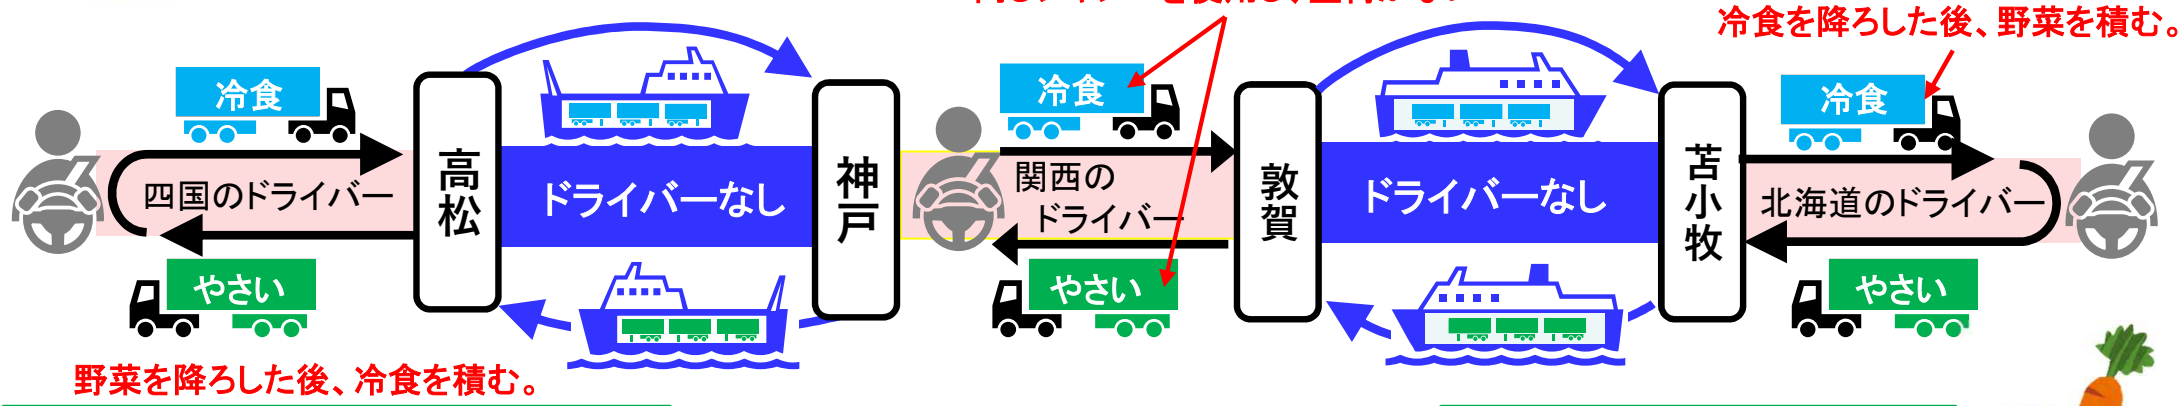 冷食を降ろした後、野菜を積む。
冷食
冷食
冷食
高松
神戸
敦賀
苫小牧
四国のドライバー
ドライバーなし
関西の
ドライバー
ドライバーなし
北海道のドライバー
やさい
やさい
やさい
野菜を降ろした後、冷食を積む。